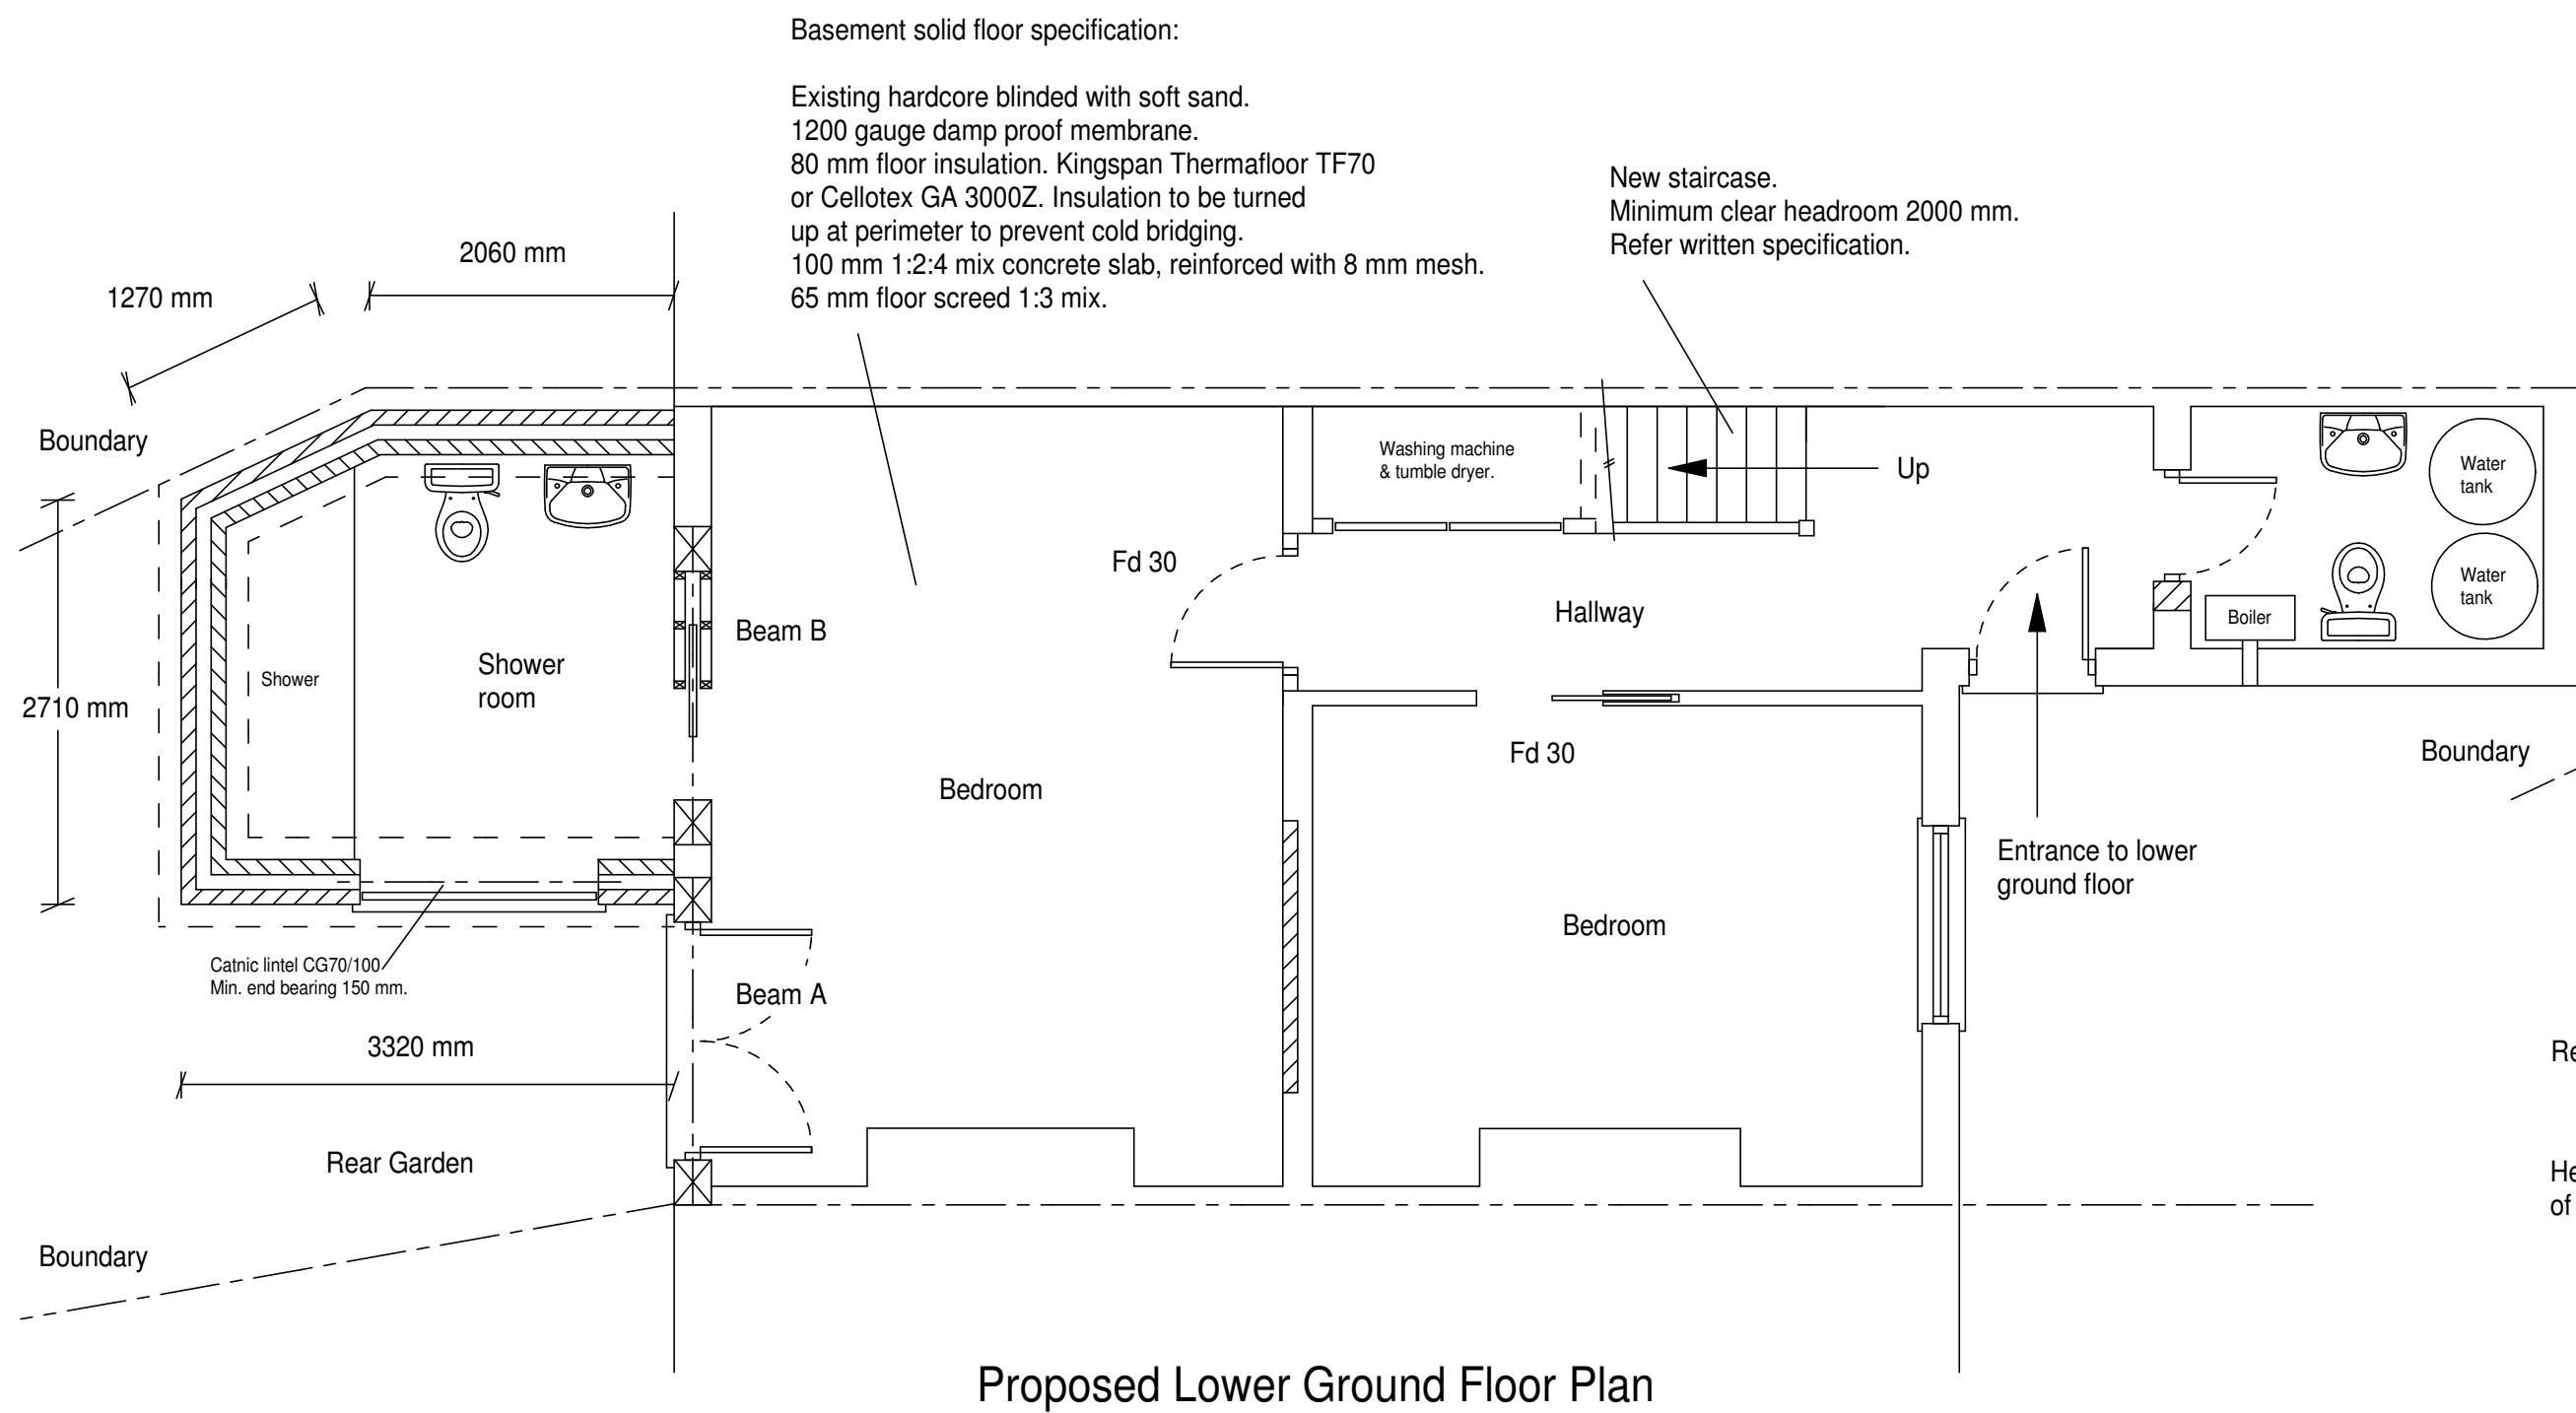 Basement solid floor specification:
Existing hardcore blinded with soft sand.
1200 gauge damp proof membrane.
80 mm floor insulation. Kingspan Thermafloor TF70
or Cellotex GA 3000Z. Insulation to be turned
up at perimeter to prevent cold bridging.
100 mm 1:2:4 mix concrete slab, reinforced with 8 mm mesh.
65 mm floor screed 1:3 mix.
New staircase.
Minimum clear headroom 2000 mm.
Refer written specification.
2060 mm
1270 mm
Boundary
Washing machine
& tumble dryer.
Up
Water
tank
Fd 30
Water
tank
Beam B
Hallway
Boiler
Shower
Shower
room
2710 mm
Fd 30
Boundary
Bedroom
Entrance to lower
ground floor
Bedroom
Catnic lintel CG70/100
Min. end bearing 150 mm.
Beam A
3320 mm
Re
Rear Garden
He
of
Boundary
Proposed Lower Ground Floor Plan